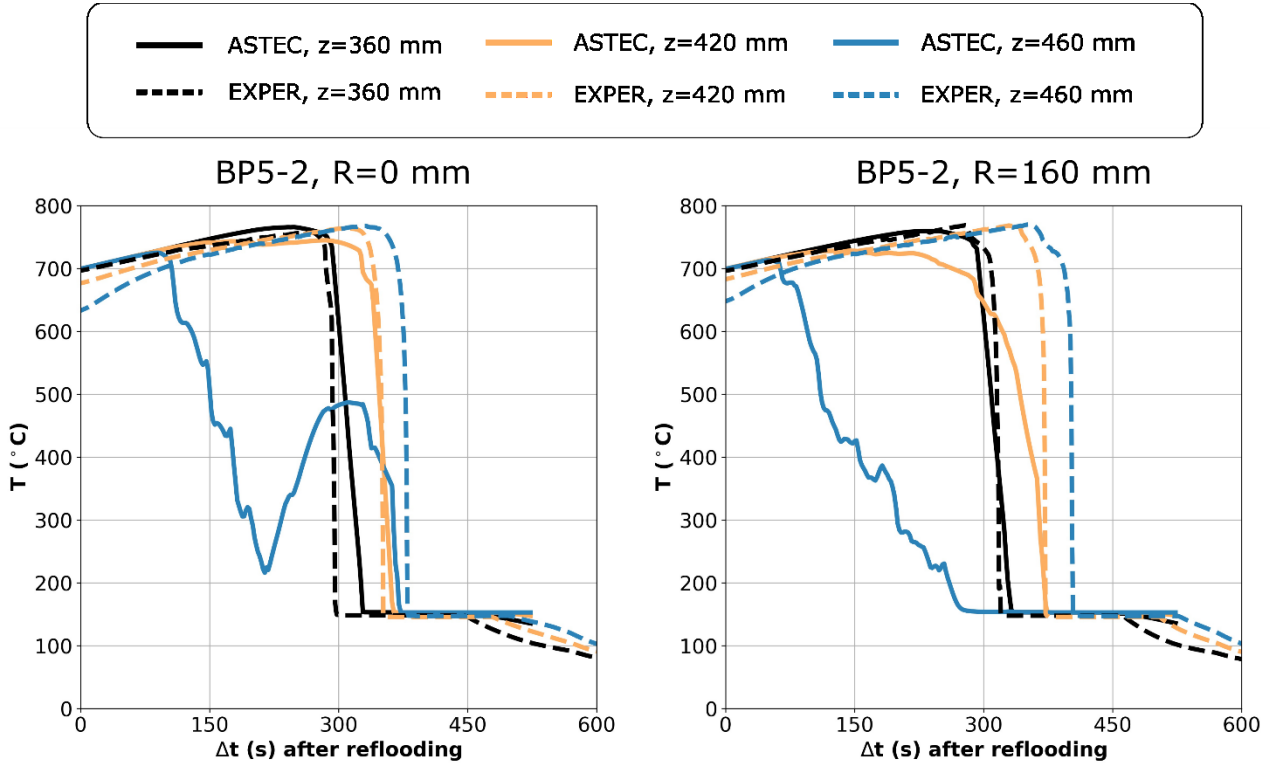 ASTEC, z=360 mm
ASTEC, z=420 mm
ASTEC, z=460 mm
EXPER, z=360 mm
EXPER, z=420 mm
EXPER, z=460 mm
BP5-2, R=0 mm
800
700
600
500
400
300
200
100
0
T (°C)
0
150
300
450
600
Δt (s) after reflooding
BP5-2, R=160 mm
800
700
600
500
400
300
200
100
0
T (°C)
0
150
300
450
600
Δt (s) after reflooding